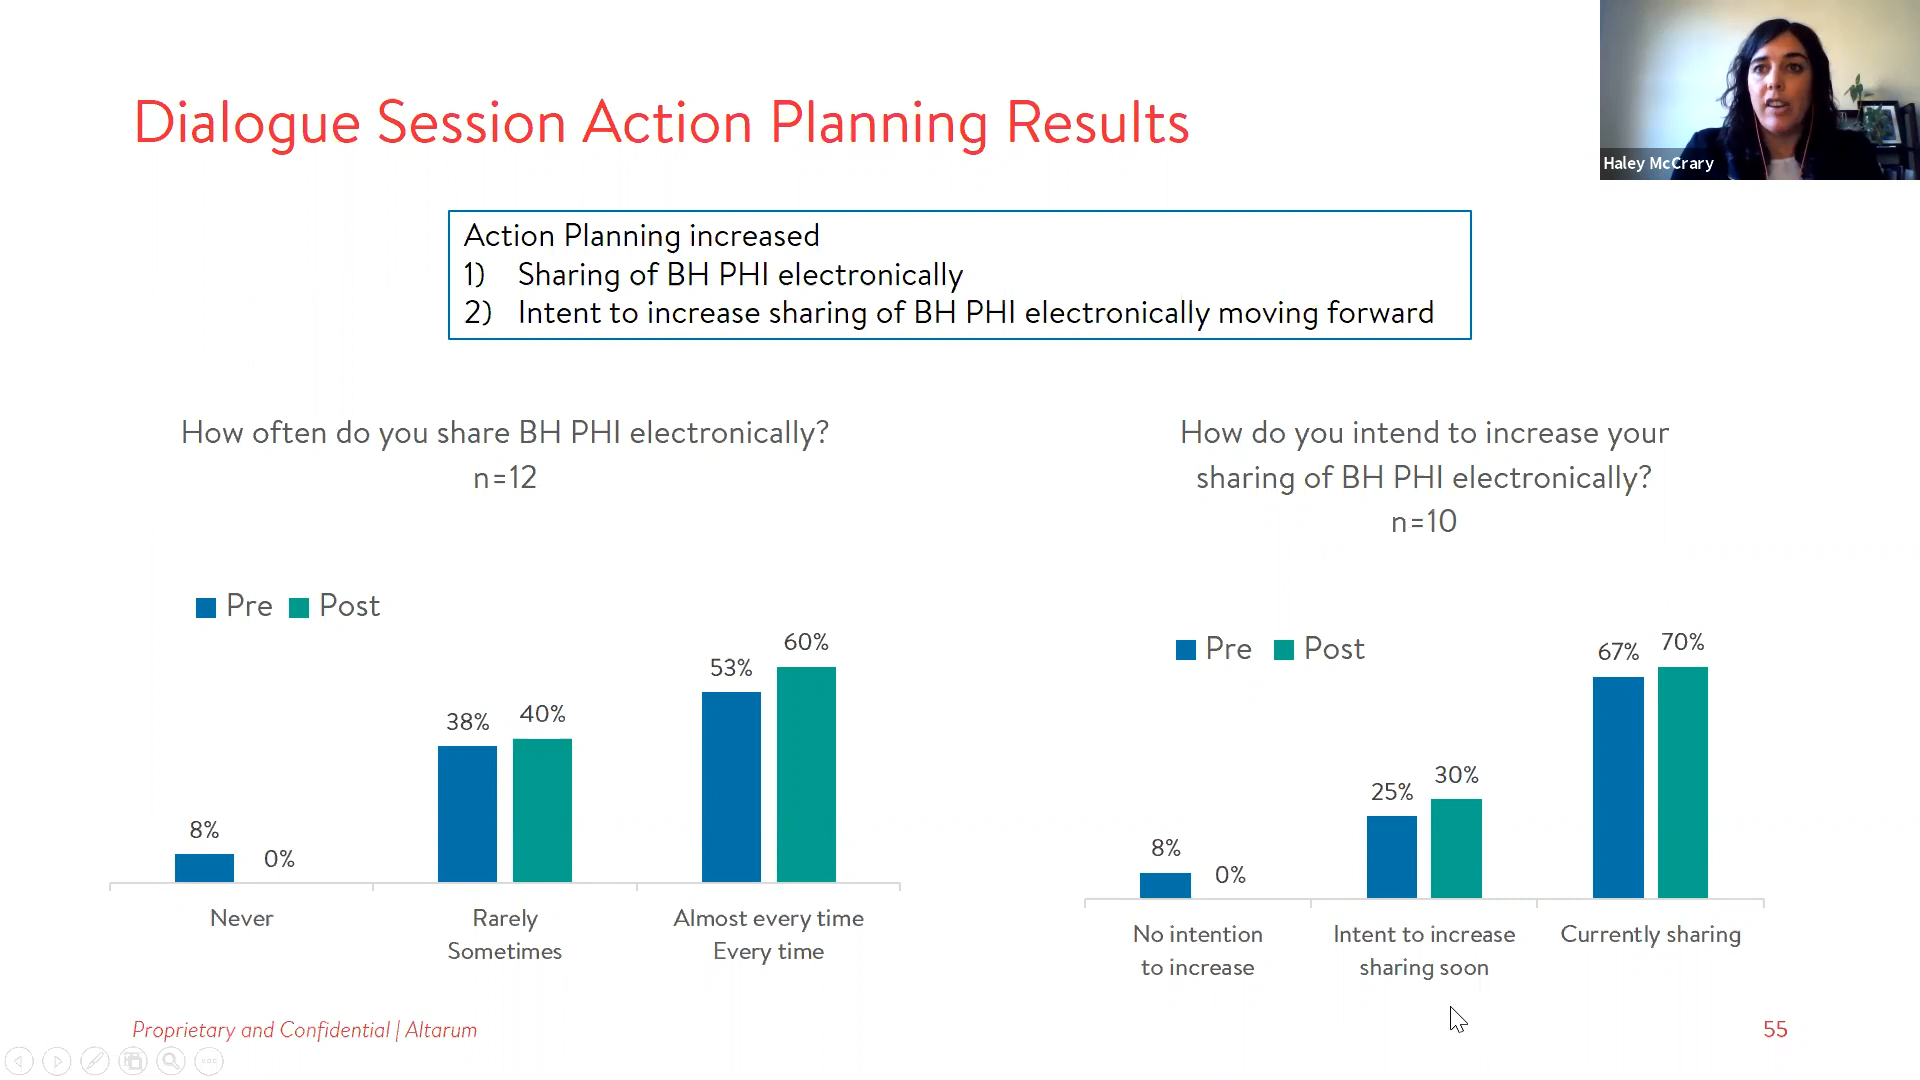 Dialogue Session Action Planning Results
Haley McCrary
Action Planning increased
1) Sharing of BH PHI electronically
2) Intent to increase sharing of BH PHI electronically moving forward
How often do you share BH PHI electronically?
n=12
Pre Post
8%
0%
38%
40%
53%
60%
Never
Rarely
Sometimes
Almost every time
Every time
How do you intend to increase your
sharing of BH PHI electronically?
n=10
Pre Post
8%
0%
25%
30%
67%
70%
No intention
to increase
Intent to increase
sharing soon
Currently sharing
Proprietary and Confidential | Altarum
55